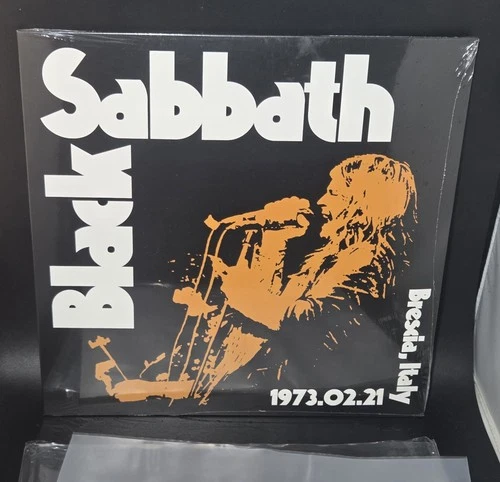 Black
Sabbath
Brescia, Italy
1973.02.21